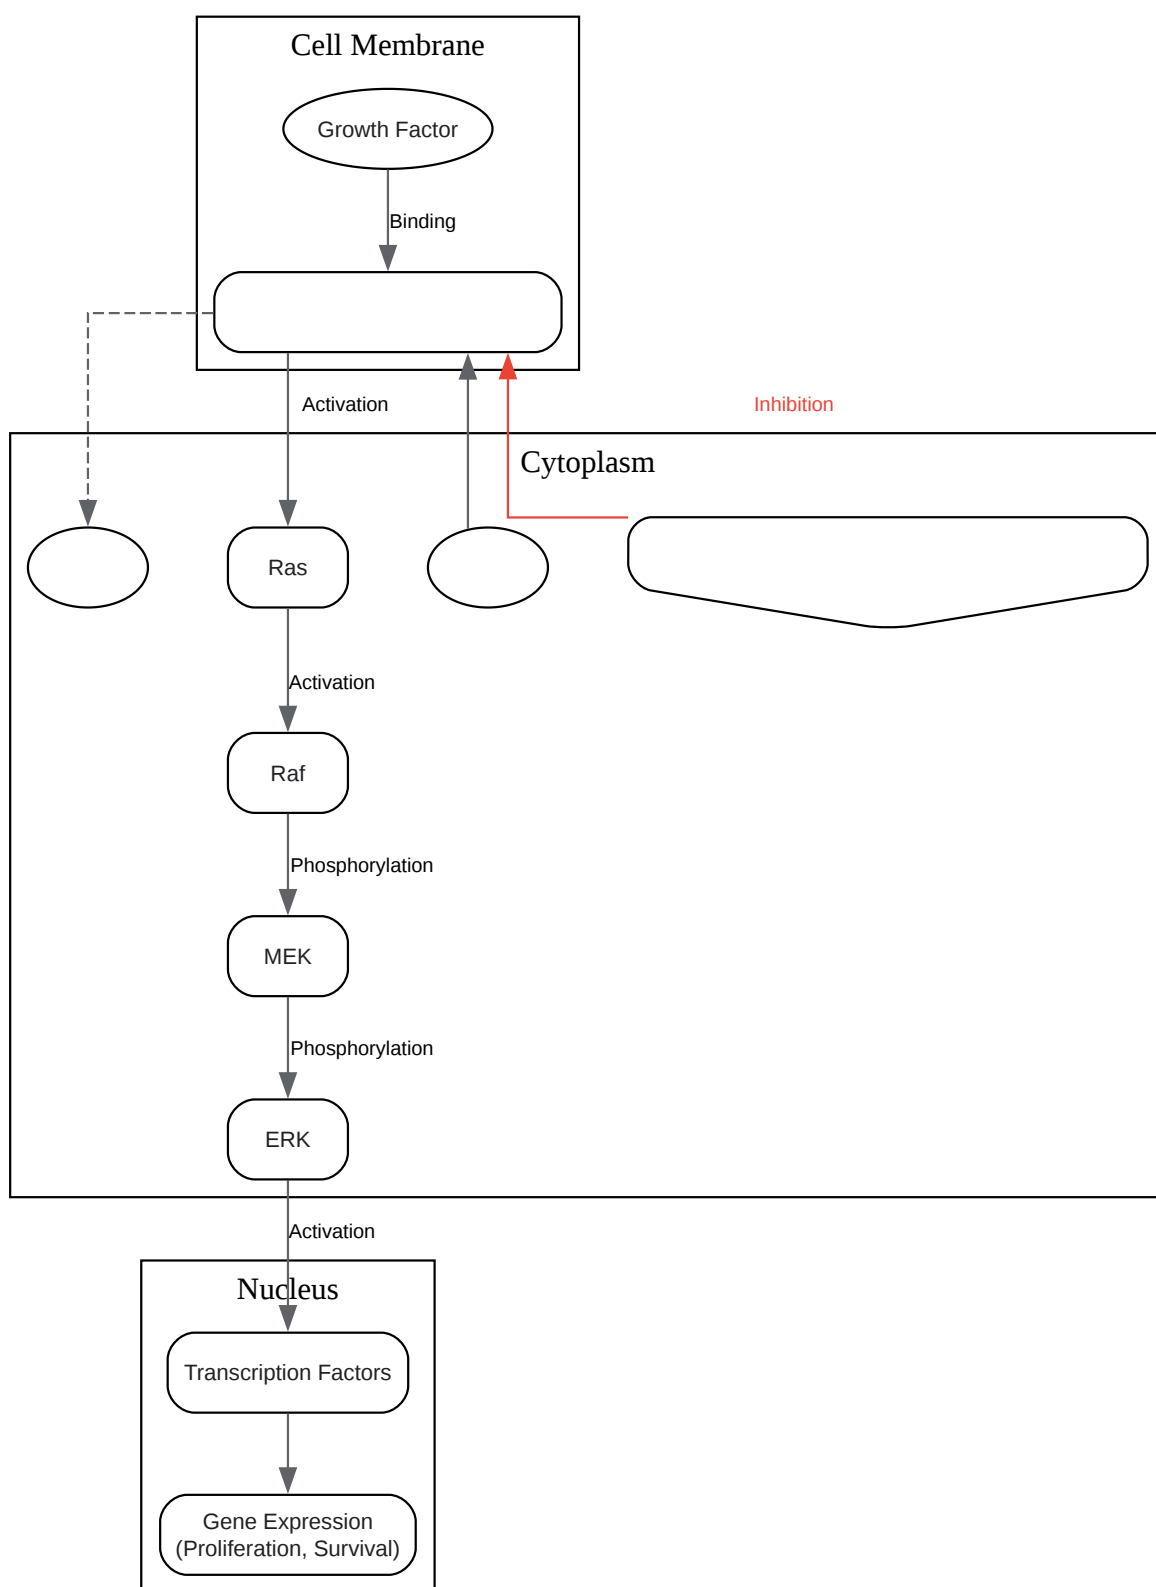 Cell Membrane
Growth Factor
Binding
Activation
Inhibition
Cytoplasm
Ras
Activation
Raf
Phosphorylation
MEK
Phosphorylation
ERK
Activation
Nucleus
Transcription Factors
Gene Expression
(Proliferation, Survival)